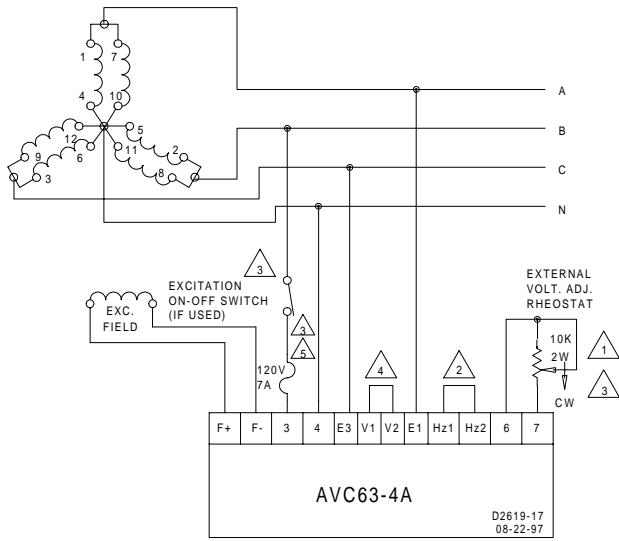 1
7
4
10
A
B
12
5
2
9
6
11
3
8
C
N
3
EXCITATION
ON-OFF SWITCH
(IF USED)
EXC.
FIELD
EXTERNAL
VOLT. ADJ.
RHEOSTAT
3
5
4
2
10K
2W
1
3
CW
120V
7A
F+ F- 3 4 E3 V1 V2 E1 Hz1 Hz2 6 7
AVC63-4A
D2619-17
08-22-97